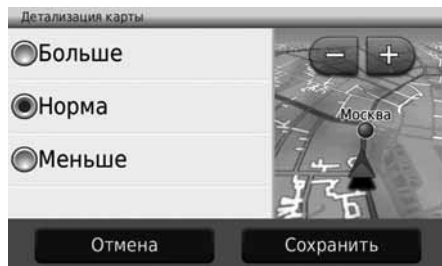 Детализация карты
Больше
Норма
Меньше
Москва
Отмена
Сохранить